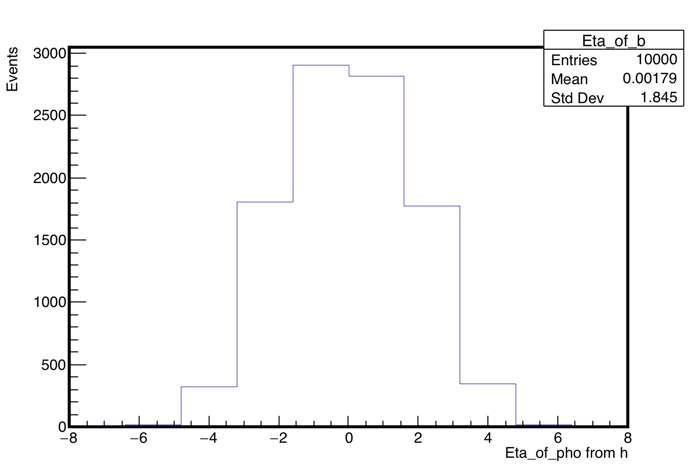 Eta_of_b
Entries 10000
Mean 0.00179
Std Dev 1.845
Events
3000
2500
2000
1500
1000
500
0
−8 −6 −4 −2 0 2 4 6 8
Eta_of_pho from h